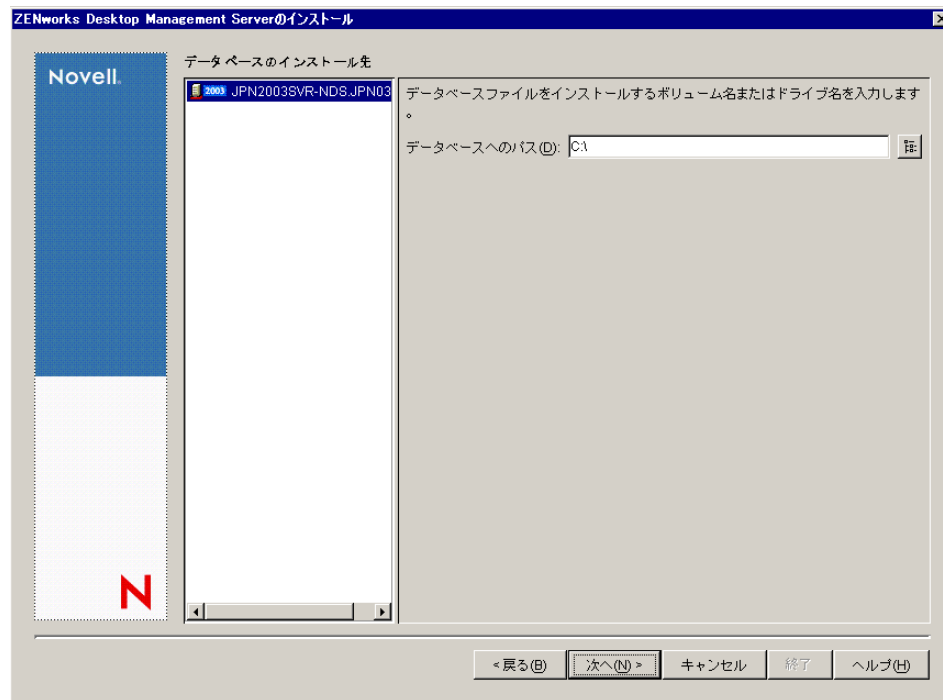 ZENworks Desktop Management Serverのインストール
Novell.
データベースのインストール先
2003 JPN2003SVR-NDS.JPN03
データベースファイルをインストールするボリューム名またはドライブ名を入力します
。
データベースへのパス(D): C:\
<戻る(B)
次へ(N) >
キャンセル
終了
ヘルプ(H)
N